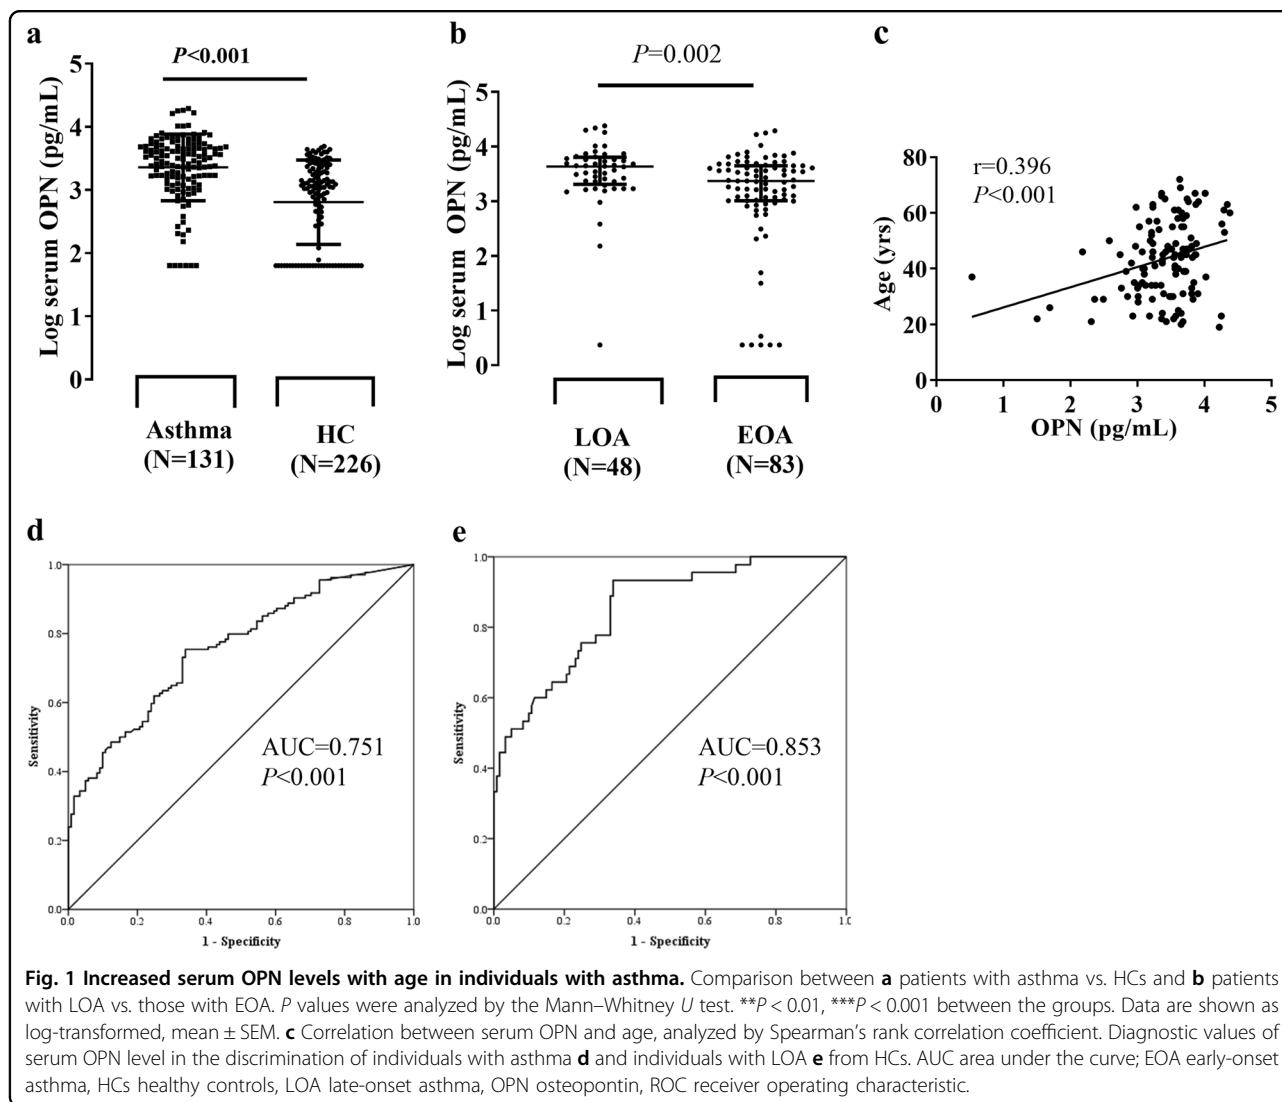 a
P<0.001
Log serum OPN (pg/mL)
5
4
3
2
1
0
Asthma
(N=131)
HC
(N=226)
b
P=0.002
Log serum OPN (pg/mL)
5
4
3
2
1
0
LOA
(N=48)
EOA
(N=83)
c
r=0.396
P<0.001
Age (yrs)
80
60
40
20
0
0 1 2 3 4 5
OPN (pg/mL)
d
Sensitivity
1.0
0.8
0.6
0.4
0.2
0.0
AUC=0.751
P<0.001
0.0 0.2 0.4 0.6 0.8 1.0
1 - Specificity
e
Sensitivity
1.0
0.8
0.6
0.4
0.2
0.0
AUC=0.853
P<0.001
0.0 0.2 0.4 0.6 0.8 1.0
1 - Specificity
Fig. 1 Increased serum OPN levels with age in individuals with asthma. Comparison between a patients with asthma vs. HCs and b patients
with LOA vs. those with EOA. P values were analyzed by the Mann–Whitney U test. **P < 0.01, ***P < 0.001 between the groups. Data are shown as
log-transformed, mean ± SEM. c Correlation between serum OPN and age, analyzed by Spearman's rank correlation coefficient. Diagnostic values of
serum OPN level in the discrimination of individuals with asthma d and individuals with LOA e from HCs. AUC area under the curve; EOA early-onset
asthma, HCs healthy controls, LOA late-onset asthma, OPN osteopontin, ROC receiver operating characteristic.